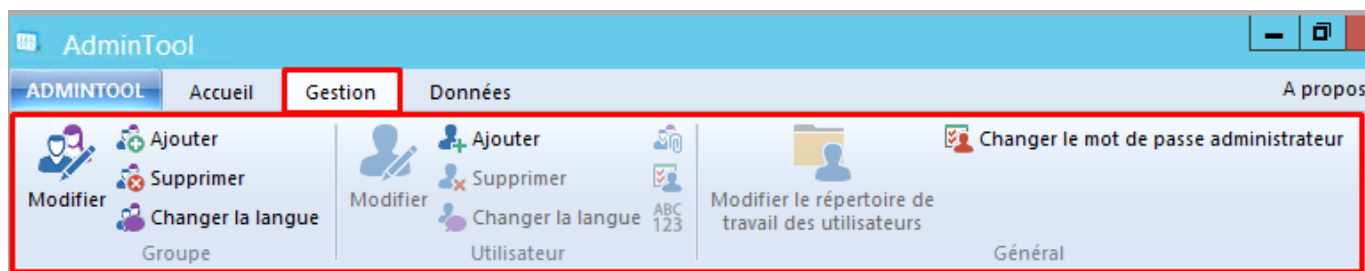 AdminTool
ADMINTOOL Accueil Gestion Données A propos
Modifier
Ajouter
Supprimer
Changer la langue
Groupe
Modifier
Ajouter
Supprimer
Changer la langue
ABC
123
Utilisateur
Modifier le répertoire de
travail des utilisateurs
Changer le mot de passe administrateur
Général